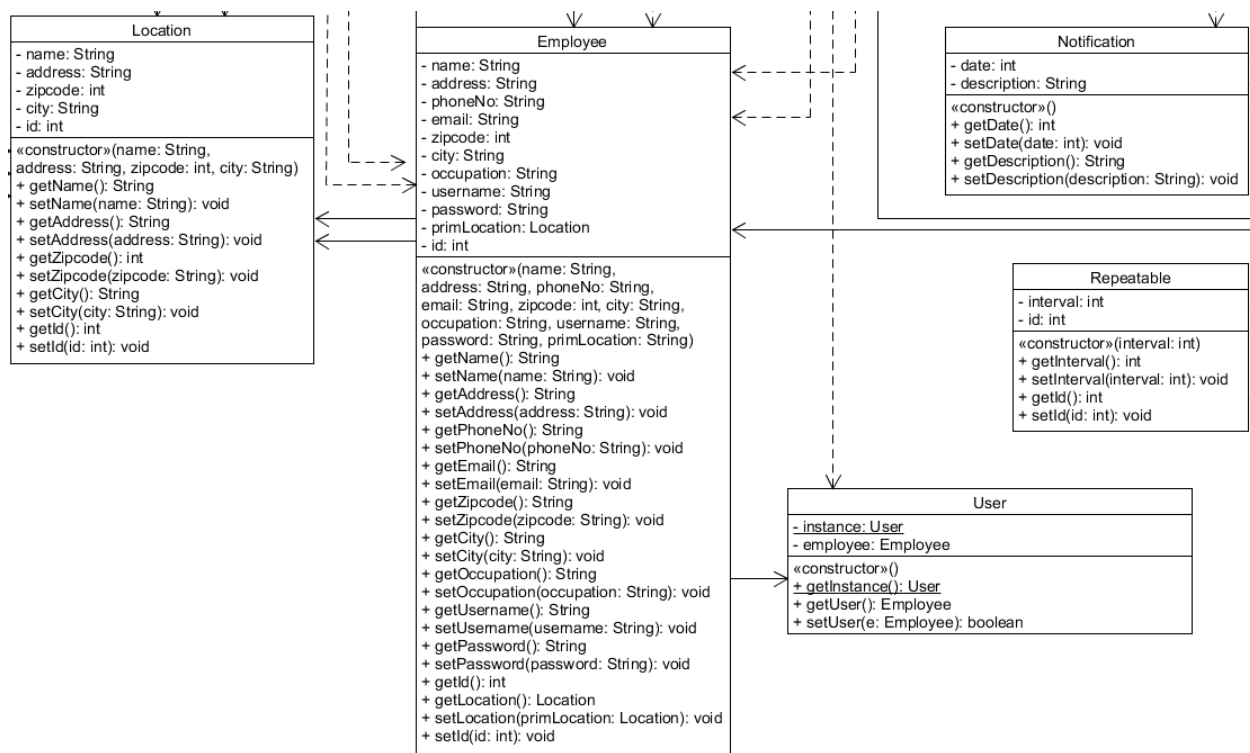 Location
- name: String
- address: String
- zipcode: int
- city: String
- id: int
«constructor»(name: String,
address: String, zipcode: int, city: String)
+ getName(): String
+ setName(name: String): void
+ getAddress(): String
+ setAddress(address: String): void
+ getZipcode(): int
+ setZipcode(zipcode: String): void
+ getCity(): String
+ setCity(city: String): void
+ getId(): int
+ setId(id: int): void
Employee
- name: String
- address: String
- phoneNo: String
- email: String
- zipcode: int
- city: String
- occupation: String
- username: String
- password: String
- primLocation: Location
- id: int
«constructor»(name: String,
address: String, phoneNo: String,
email: String, zipcode: int, city: String,
occupation: String, username: String,
password: String, primLocation: String)
+ getName(): String
+ setName(name: String): void
+ getAddress(): String
+ setAddress(address: String): void
+ getPhoneNo(): String
+ setPhoneNo(phoneNo: String): void
+ getEmail(): String
+ setEmail(email: String): void
+ getZipcode(): String
+ setZipcode(zipcode: String): void
+ getCity(): String
+ setCity(city: String): void
+ getOccupation(): String
+ setOccupation(occupation: String): void
+ getUsername(): String
+ setUsername(username: String): void
+ getPassword(): String
+ setPassword(password: String): void
+ getId(): int
+ getLocation(): Location
+ setLocation(primLocation: Location): void
+ setId(id: int): void
Notification
- date: int
- description: String
«constructor»()
+ getDate(): int
+ setDate(date: int): void
+ getDescription(): String
+ setDescription(description: String): void
Repeatable
- interval: int
- id: int
«constructor»(interval: int)
+ getInterval(): int
+ setInterval(interval: int): void
+ getId(): int
+ setId(id: int): void
User
- instance: User
- employee: Employee
«constructor»()
+ getInstance(): User
+ getUser(): Employee
+ setUser(e: Employee): boolean